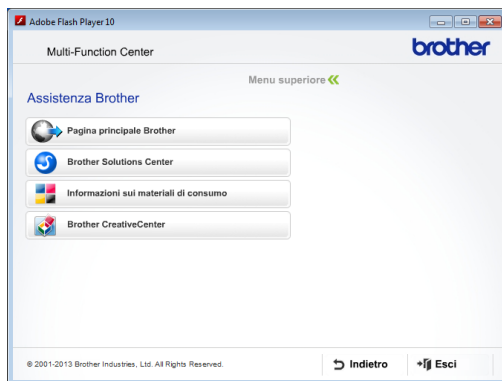 Adobe Flash Player 10
Multi-Function Center
brother
Menu superiore
Assistenza Brother
Pagina principale Brother
Brother Solutions Center
Informazioni sui materiali di consumo
Brother CreativeCenter
© 2001-2013 Brother Industries, Ltd. All Rights Reserved.
Indietro
Esci